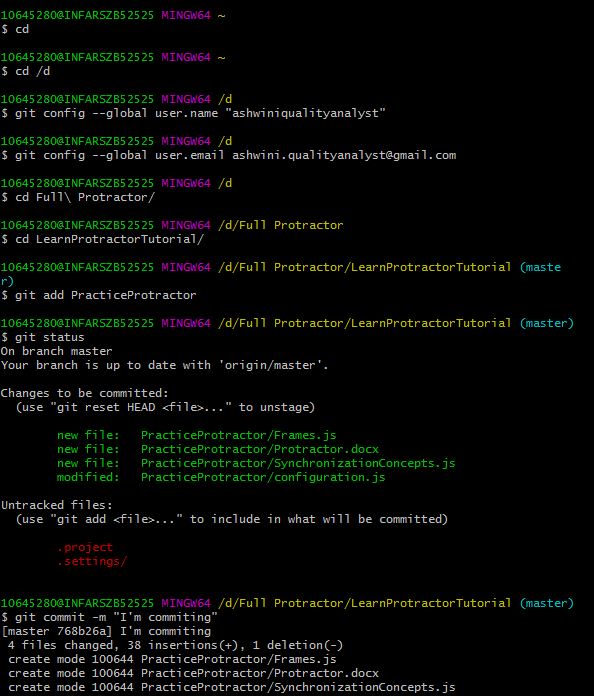 10645280@INFARSZB52525 MINGW64 ~
$ cd
10645280@INFARSZB52525 MINGW64 ~
$ cd /d
10645280@INFARSZB52525 MINGW64 /d
$ git config --global user.name "ashwiniqualityanalyst"
10645280@INFARSZB52525 MINGW64 /d
$ git config --global user.email ashwini.qualityanalyst@gmail.com
10645280@INFARSZB52525 MINGW64 /d
$ cd Full\ Protractor/
10645280@INFARSZB52525 MINGW64 /d/Full Protractor
$ cd LearnProtractorTutorial/
10645280@INFARSZB52525 MINGW64 /d/Full Protractor/LearnProtractorTutorial (maste
r)
$ git add PracticeProtractor
10645280@INFARSZB52525 MINGW64 /d/Full Protractor/LearnProtractorTutorial (master)
$ git status
On branch master
Your branch is up to date with 'origin/master'.
Changes to be committed:
(use "git reset HEAD <file>..." to unstage)
new file: PracticeProtractor/Frames.js
new file: PracticeProtractor/Protractor.docx
new file: PracticeProtractor/SynchronizationConcepts.js
modified: PracticeProtractor/configuration.js
Untracked files:
(use "git add <file>..." to include in what will be committed)
.project
.settings/
10645280@INFARSZB52525 MINGW64 /d/Full Protractor/LearnProtractorTutorial (master)
$ git commit -m "I'm commiting"
[master 768b26a] I'm commiting
4 files changed, 38 insertions(+), 1 deletion(-)
create mode 100644 PracticeProtractor/Frames.js
create mode 100644 PracticeProtractor/Protractor.docx
create mode 100644 PracticeProtractor/SynchronizationConcepts.js